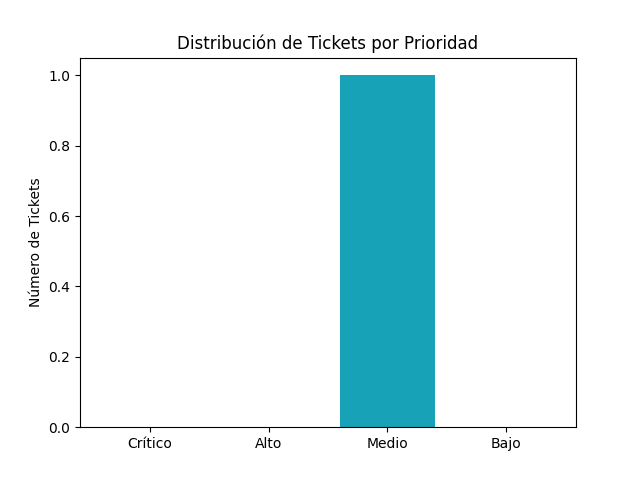 Distribución de Tickets por Prioridad
Número de Tickets
1.0
0.8
0.6
0.4
0.2
0.0
Crítico Alto Medio Bajo